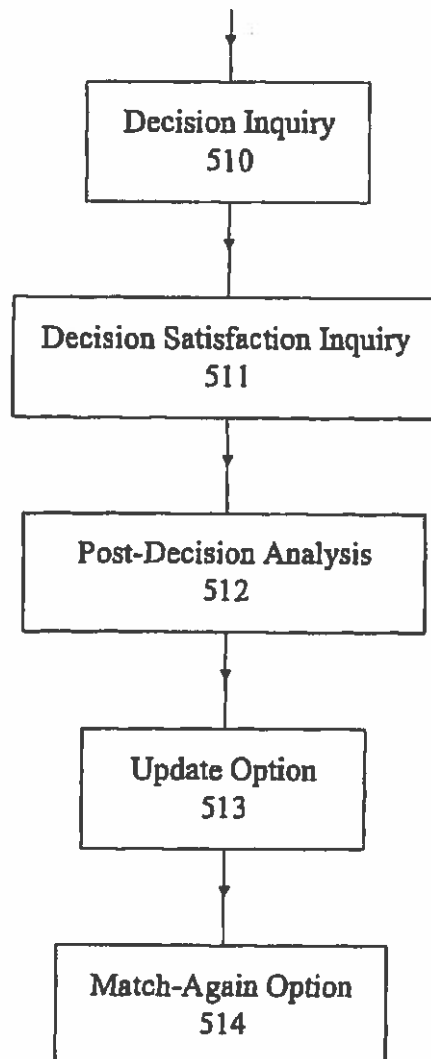 Decision Inquiry
510
Decision Satisfaction Inquiry
511
Post-Decision Analysis
512
Update Option
513
Match-Again Option
514